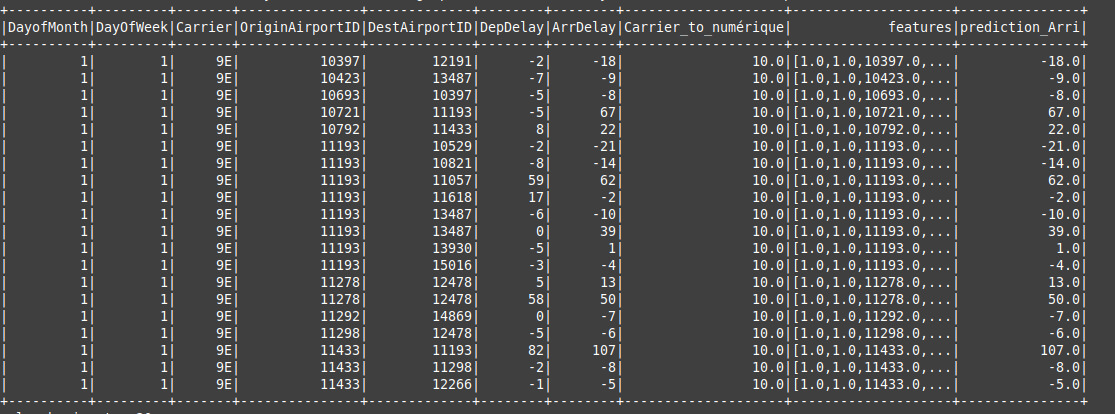 +----------+---------+-------+---------------+-------------+--------+--------+--------------------+--------------------+---------------+
|DayofMonth|DayOfWeek|Carrier|OriginAirportID|DestAirportID|DepDelay|ArrDelay|Carrier_to_numérique|            features|prediction_Arri|
+----------+---------+-------+---------------+-------------+--------+--------+--------------------+--------------------+---------------+
|         1|        1|     9E|          10397|        12191|      -2|     -18|                10.0|[1.0,1.0,10397.0,...|          -18.0|
|         1|        1|     9E|          10423|        13487|      -7|      -9|                10.0|[1.0,1.0,10423.0,...|           -9.0|
|         1|        1|     9E|          10693|        10397|      -5|      -8|                10.0|[1.0,1.0,10693.0,...|           -8.0|
|         1|        1|     9E|          10721|        11193|      -5|      67|                10.0|[1.0,1.0,10721.0,...|           67.0|
|         1|        1|     9E|          10792|        11433|       8|      22|                10.0|[1.0,1.0,10792.0,...|           22.0|
|         1|        1|     9E|          11193|        10529|      -2|     -21|                10.0|[1.0,1.0,11193.0,...|          -21.0|
|         1|        1|     9E|          11193|        10821|      -8|     -14|                10.0|[1.0,1.0,11193.0,...|          -14.0|
|         1|        1|     9E|          11193|        11057|      59|      62|                10.0|[1.0,1.0,11193.0,...|           62.0|
|         1|        1|     9E|          11193|        11618|      17|      -2|                10.0|[1.0,1.0,11193.0,...|           -2.0|
|         1|        1|     9E|          11193|        13487|      -6|     -10|                10.0|[1.0,1.0,11193.0,...|          -10.0|
|         1|        1|     9E|          11193|        13487|       0|      39|                10.0|[1.0,1.0,11193.0,...|           39.0|
|         1|        1|     9E|          11193|        13930|      -5|       1|                10.0|[1.0,1.0,11193.0,...|            1.0|
|         1|        1|     9E|          11193|        15016|      -3|      -4|                10.0|[1.0,1.0,11193.0,...|           -4.0|
|         1|        1|     9E|          11278|        12478|       5|      13|                10.0|[1.0,1.0,11278.0,...|           13.0|
|         1|        1|     9E|          11278|        12478|      58|      50|                10.0|[1.0,1.0,11278.0,...|           50.0|
|         1|        1|     9E|          11292|        14869|       0|      -7|                10.0|[1.0,1.0,11292.0,...|           -7.0|
|         1|        1|     9E|          11298|        12478|      -5|      -6|                10.0|[1.0,1.0,11298.0,...|           -6.0|
|         1|        1|     9E|          11433|        11193|      82|     107|                10.0|[1.0,1.0,11433.0,...|          107.0|
|         1|        1|     9E|          11433|        11298|      -2|      -8|                10.0|[1.0,1.0,11433.0,...|           -8.0|
|         1|        1|     9E|          11433|        12266|      -1|      -5|                10.0|[1.0,1.0,11433.0,...|           -5.0|
+----------+---------+-------+---------------+-------------+--------+--------+--------------------+--------------------+---------------+